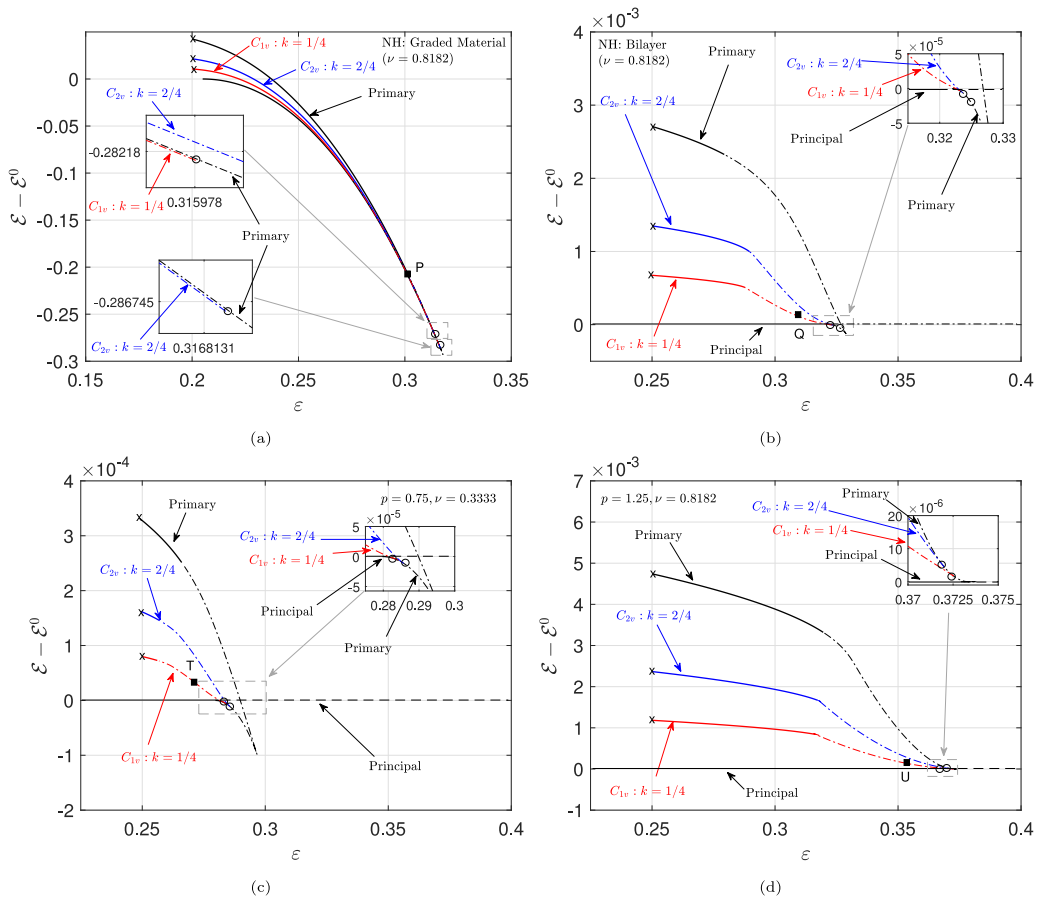 0
-0.05
-0.1
-0.15
-0.2
-0.25
-0.3
0.15
0.2
0.25
0.3
0.35
ℰ − ℰ⁰
ε
C₁ᵥ : k = 1/4
C₂ᵥ : k = 2/4
Primary
NH: Graded Material
(ν = 0.8182)
C₂ᵥ : k = 2/4
-0.28218
C₁ᵥ : k = 1/4
0.315978
Primary
-0.286745
C₂ᵥ : k = 2/4
0.3168131
P
(a)
×10⁻³
4
3
2
1
0
-1
0.25
0.3
0.35
0.4
ℰ − ℰ⁰
ε
NH: Bilayer
(ν = 0.8182)
Primary
C₂ᵥ : k = 2/4
C₁ᵥ : k = 1/4
Principal
Q
×10⁻⁵
5
0
-5
0.32
0.33
C₂ᵥ : k = 2/4
C₁ᵥ : k = 1/4
Principal
Primary
(b)
×10⁻⁴
4
3
2
1
0
-1
-2
0.25
0.3
0.35
0.4
ℰ − ℰ⁰
ε
p = 0.75, ν = 0.3333
Primary
C₂ᵥ : k = 2/4
T
C₁ᵥ : k = 1/4
Principal
×10⁻⁵
5
0
-5
0.28
0.29
0.3
C₂ᵥ : k = 2/4
C₁ᵥ : k = 1/4
Principal
Primary
(c)
×10⁻³
7
6
5
4
3
2
1
0
-1
0.25
0.3
0.35
0.4
ℰ − ℰ⁰
ε
p = 1.25, ν = 0.8182
Primary
C₂ᵥ : k = 2/4
C₁ᵥ : k = 1/4
Principal
U
×10⁻⁶
20
10
0
0.37
0.3725
0.375
Primary
C₂ᵥ : k = 2/4
C₁ᵥ : k = 1/4
Principal
(d)